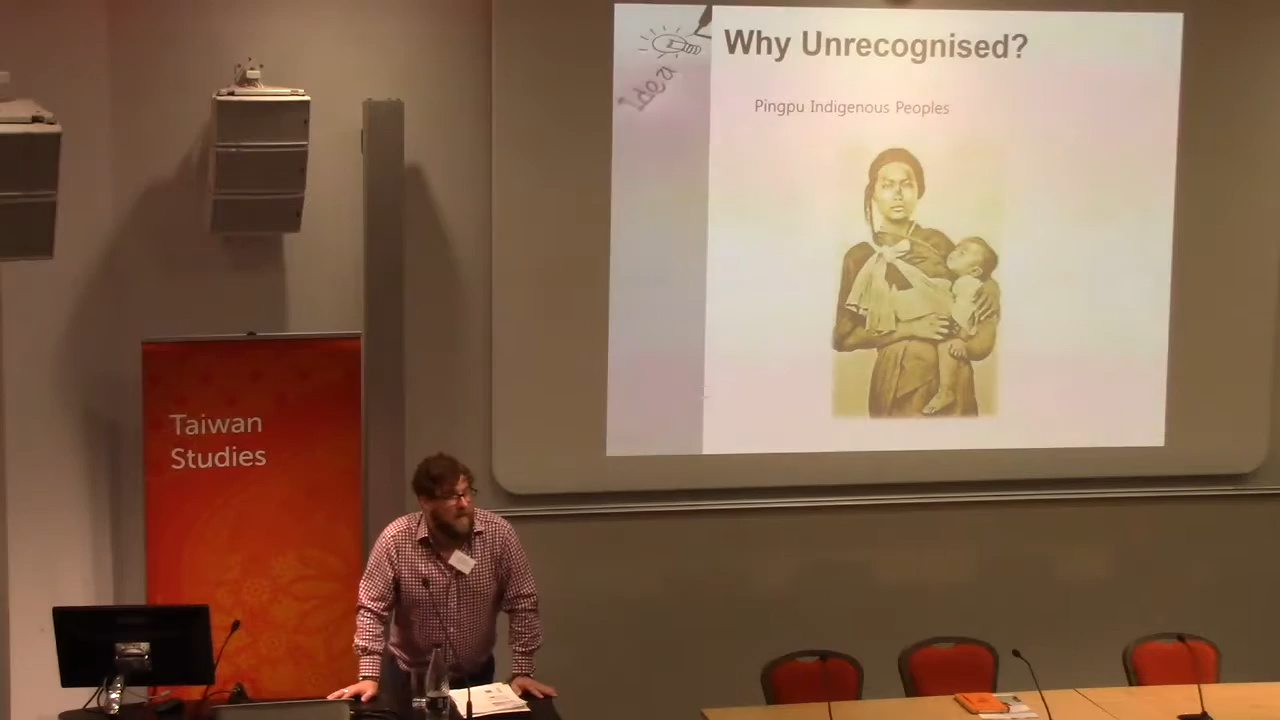 Why Unrecognised?
Idea
Pingpu Indigenous Peoples
Taiwan
Studies